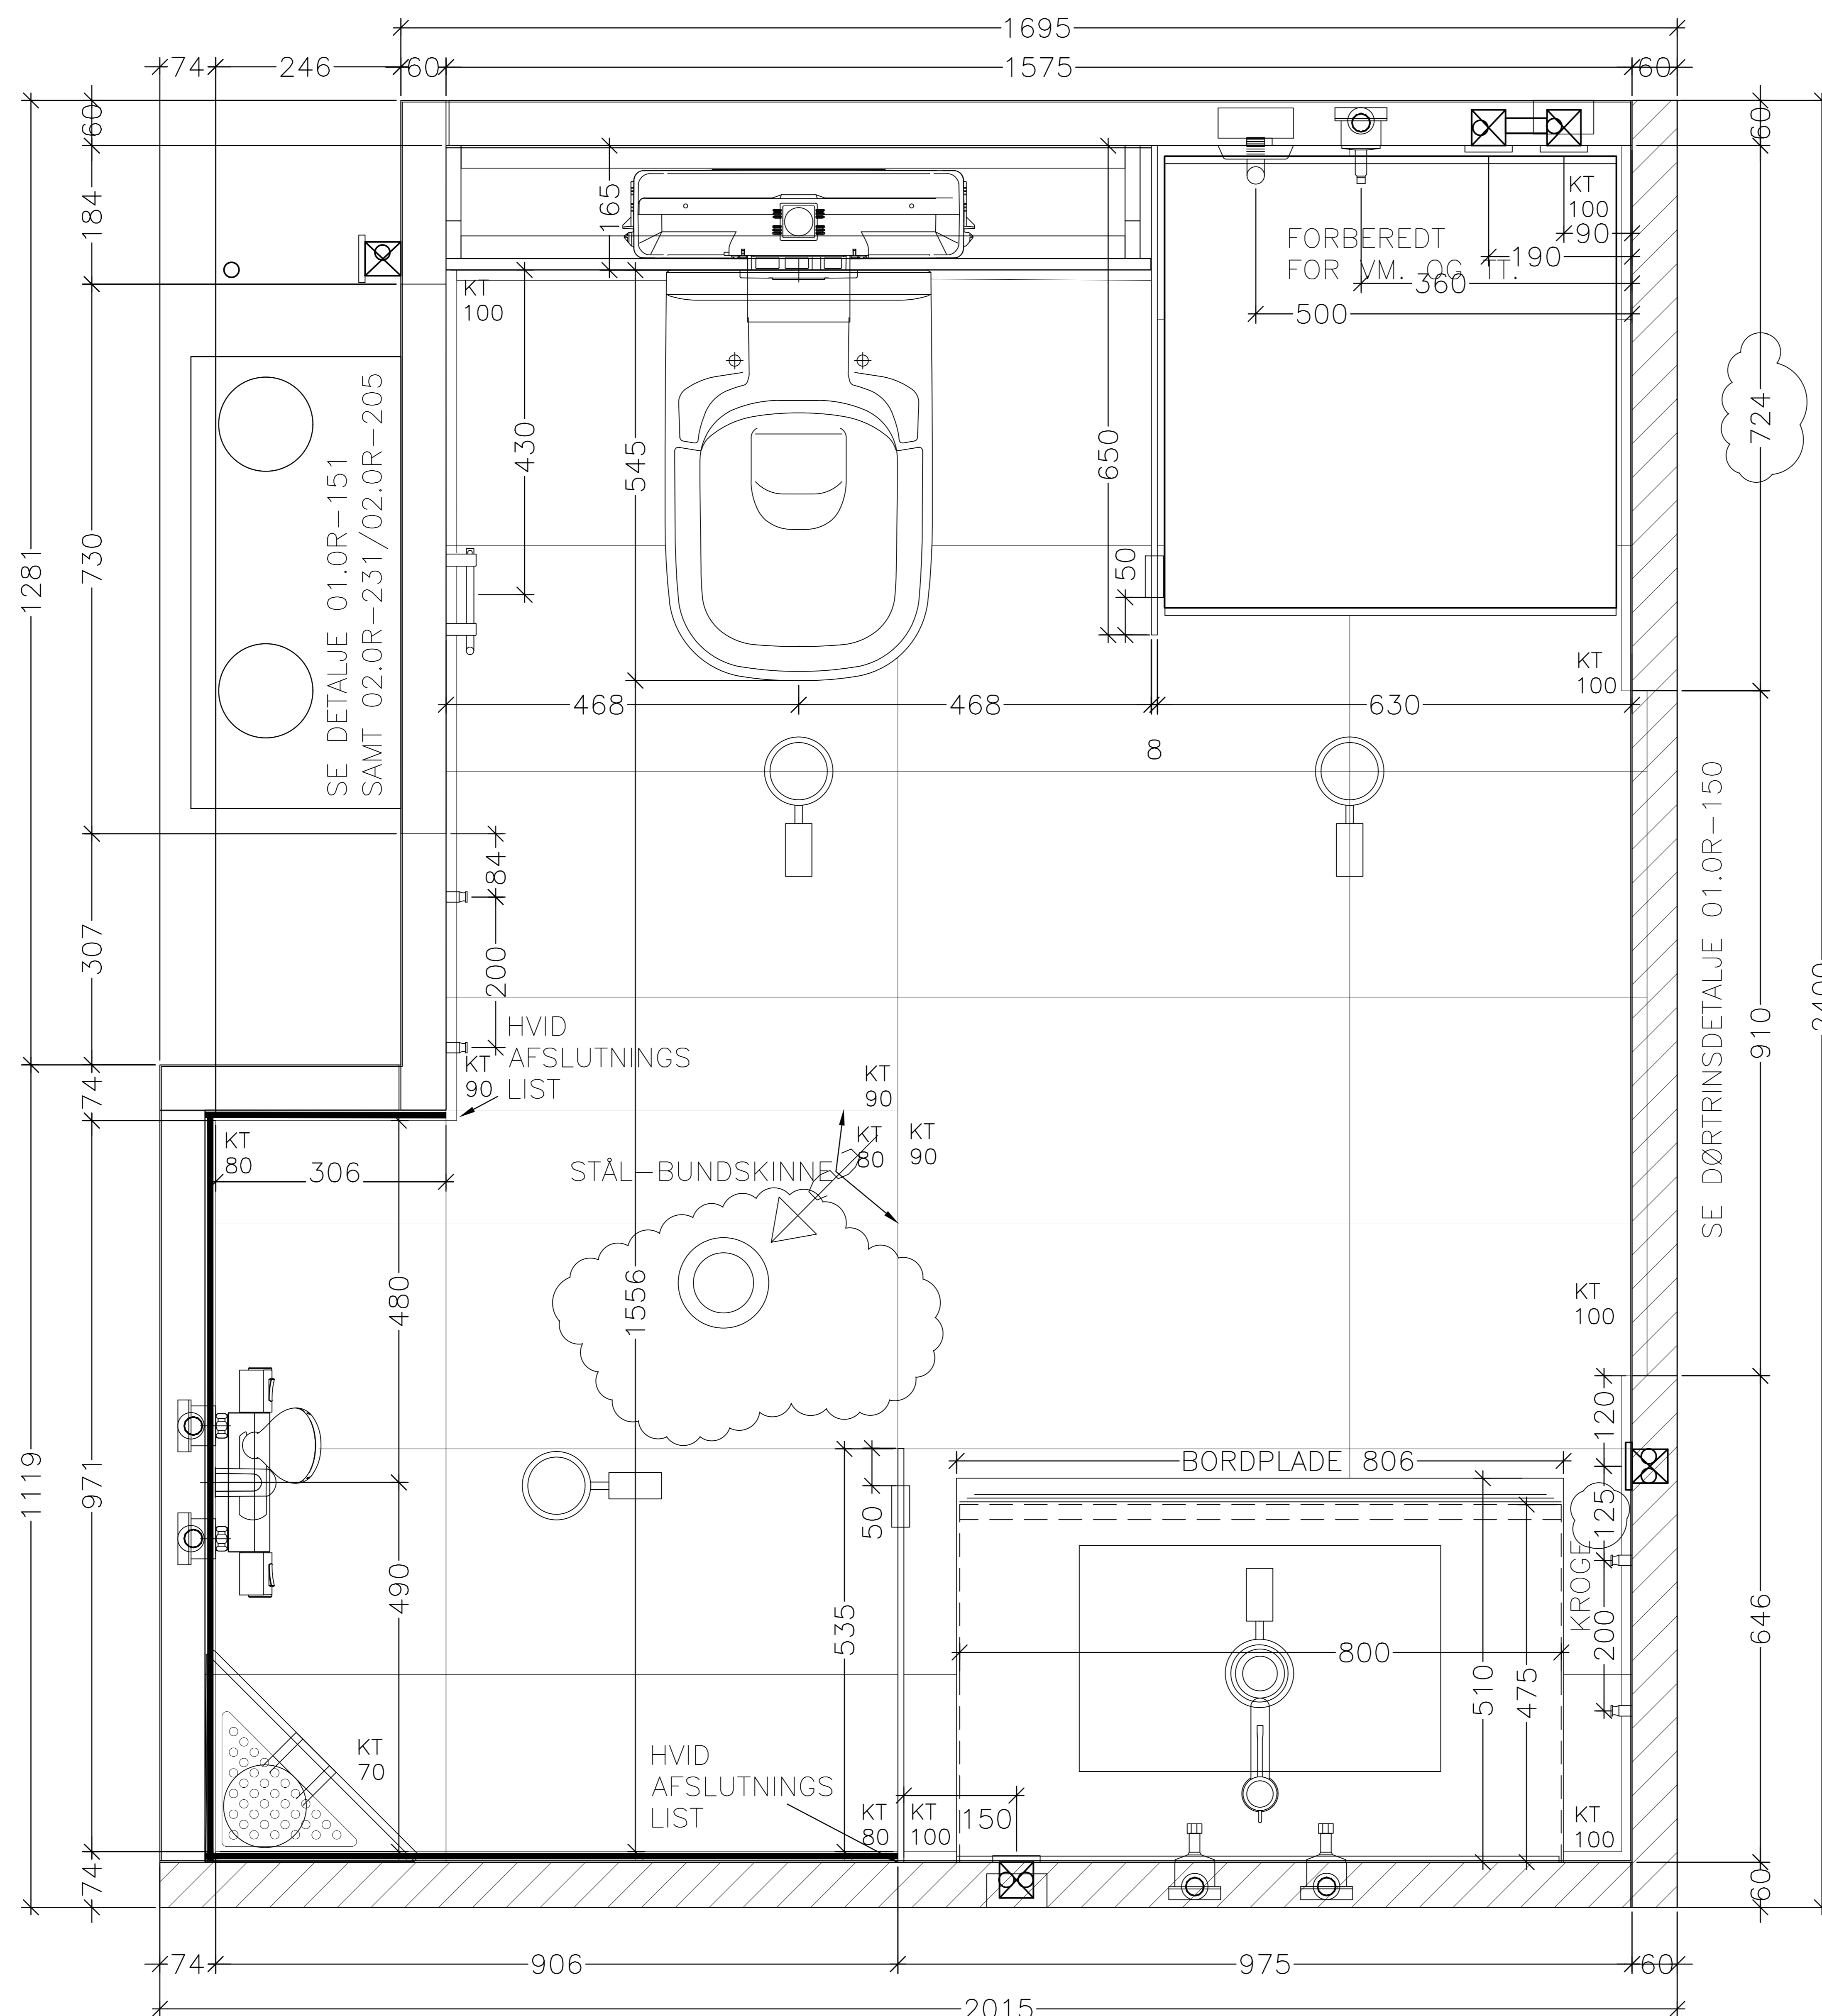 1695
74
246
60
1575
60
60
184
730
307
74
971
74
1281
1119
165
KT
100
430
545
650
50
FORBEREDT
FOR VM. OG TT.
KT
100
90
190
360
500
60
724
910
646
60
2400
SE DETALJE 01.0R-151
SAMT 02.0R-231/02.0R-205
KT
100
468
468
630
8
84
200
HVID
AFSLUTNINGS
LIST
KT
90
KT
90
KT
80
KT
90
STÅL-BUNDSKINNE
KT
80
306
480
490
1556
SE DØRTRINSDETALJE 01.0R-150
KT
100
120
125
200
KROGE
BORDPLADE 806
50
535
800
510
475
KT
70
HVID
AFSLUTNINGS
LIST
KT
80
KT
100
150
KT
100
74
906
975
60
2015